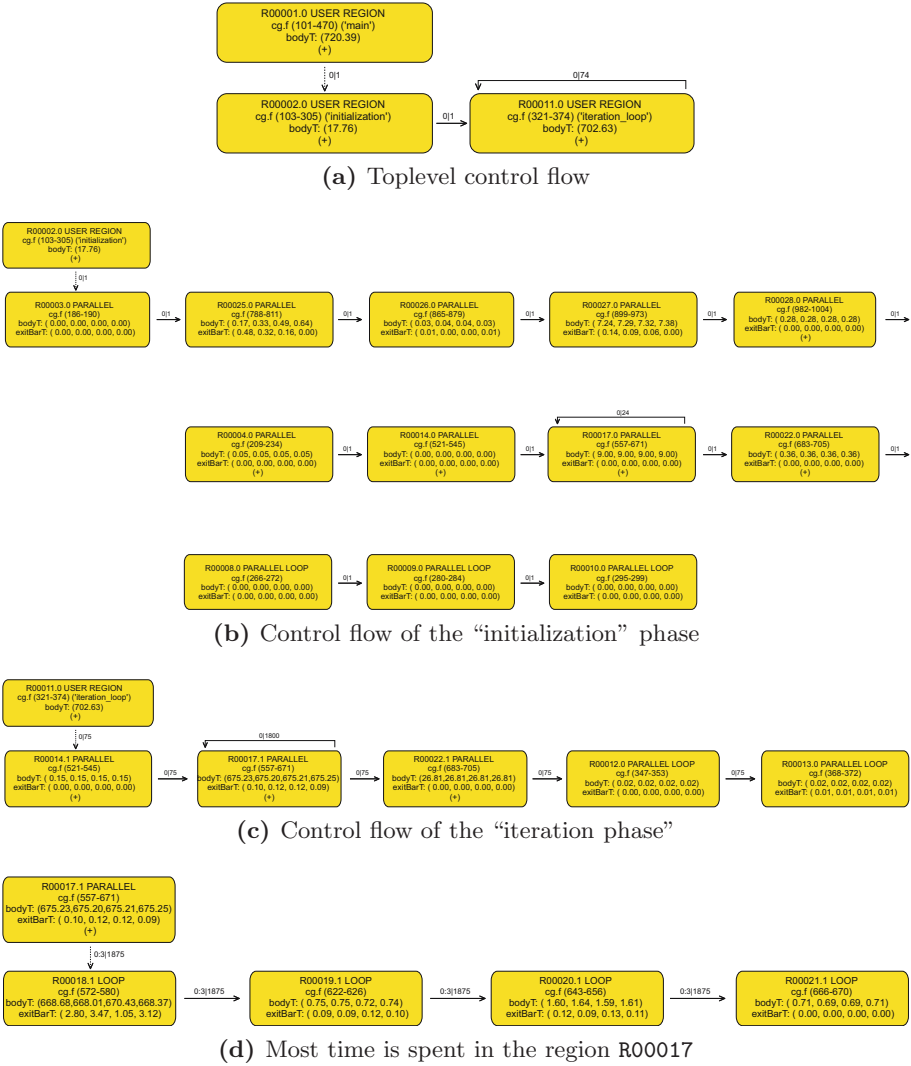 R00001.0 USER REGION
cg.f (101-470) ('main')
bodyT: (720.39)
(+)
0|1
0|74
R00002.0 USER REGION
cg.f (103-305) ('initialization')
bodyT: (17.76)
(+)
0|1
R00011.0 USER REGION
cg.f (321-374) ('iteration_loop')
bodyT: (702.63)
(+)
(a) Toplevel control flow
R00002.0 USER REGION
cg.f (103-305) ('initialization')
bodyT: (17.76)
(+)
0|1
R00003.0 PARALLEL
cg.f (186-190)
bodyT: ( 0.00, 0.00, 0.00, 0.00)
exitBarT: ( 0.00, 0.00, 0.00, 0.00)
0|1
R00025.0 PARALLEL
cg.f (788-811)
bodyT: ( 0.17, 0.33, 0.49, 0.64)
exitBarT: ( 0.48, 0.32, 0.16, 0.00)
0|1
R00026.0 PARALLEL
cg.f (865-879)
bodyT: ( 0.03, 0.04, 0.04, 0.03)
exitBarT: ( 0.01, 0.00, 0.00, 0.01)
0|1
R00027.0 PARALLEL
cg.f (899-973)
bodyT: ( 7.24, 7.29, 7.32, 7.38)
exitBarT: ( 0.14, 0.09, 0.06, 0.00)
0|1
R00028.0 PARALLEL
cg.f (982-1004)
bodyT: ( 0.28, 0.28, 0.28, 0.28)
exitBarT: ( 0.00, 0.00, 0.00, 0.00)
(+)
0|1
R00004.0 PARALLEL
cg.f (209-234)
bodyT: ( 0.05, 0.05, 0.05, 0.05)
exitBarT: ( 0.00, 0.00, 0.00, 0.00)
(+)
0|1
R00014.0 PARALLEL
cg.f (521-545)
bodyT: ( 0.00, 0.00, 0.00, 0.00)
exitBarT: ( 0.00, 0.00, 0.00, 0.00)
(+)
0|1
0|24
R00017.0 PARALLEL
cg.f (557-671)
bodyT: ( 9.00, 9.00, 9.00, 9.00)
exitBarT: ( 0.00, 0.00, 0.00, 0.00)
(+)
0|1
R00022.0 PARALLEL
cg.f (683-705)
bodyT: ( 0.36, 0.36, 0.36, 0.36)
exitBarT: ( 0.00, 0.00, 0.00, 0.00)
(+)
0|1
R00008.0 PARALLEL LOOP
cg.f (266-272)
bodyT: ( 0.00, 0.00, 0.00, 0.00)
exitBarT: ( 0.00, 0.00, 0.00, 0.00)
0|1
R00009.0 PARALLEL LOOP
cg.f (280-284)
bodyT: ( 0.00, 0.00, 0.00, 0.00)
exitBarT: ( 0.00, 0.00, 0.00, 0.00)
0|1
R00010.0 PARALLEL LOOP
cg.f (295-299)
bodyT: ( 0.00, 0.00, 0.00, 0.00)
exitBarT: ( 0.00, 0.00, 0.00, 0.00)
(b) Control flow of the “initialization” phase
R00011.0 USER REGION
cg.f (321-374) ('iteration_loop')
bodyT: (702.63)
(+)
0|75
R00014.1 PARALLEL
cg.f (521-545)
bodyT: ( 0.15, 0.15, 0.15, 0.15)
exitBarT: ( 0.00, 0.00, 0.00, 0.00)
(+)
0|75
0|1800
R00017.1 PARALLEL
cg.f (557-671)
bodyT: (675.23,675.20,675.21,675.25)
exitBarT: ( 0.10, 0.12, 0.12, 0.09)
(+)
0|75
R00022.1 PARALLEL
cg.f (683-705)
bodyT: (26.81,26.81,26.81,26.81)
exitBarT: ( 0.00, 0.00, 0.00, 0.00)
(+)
0|75
R00012.0 PARALLEL LOOP
cg.f (347-353)
bodyT: ( 0.02, 0.02, 0.02, 0.02)
exitBarT: ( 0.00, 0.00, 0.00, 0.00)
0|75
R00013.0 PARALLEL LOOP
cg.f (368-372)
bodyT: ( 0.02, 0.02, 0.02, 0.02)
exitBarT: ( 0.01, 0.01, 0.01, 0.01)
(c) Control flow of the “iteration phase”
R00017.1 PARALLEL
cg.f (557-671)
bodyT: (675.23,675.20,675.21,675.25)
exitBarT: ( 0.10, 0.12, 0.12, 0.09)
(+)
0:3|1875
R00018.1 LOOP
cg.f (572-580)
bodyT: (668.68,668.01,670.43,668.37)
exitBarT: ( 2.80, 3.47, 1.05, 3.12)
0:3|1875
R00019.1 LOOP
cg.f (622-626)
bodyT: ( 0.75, 0.75, 0.72, 0.74)
exitBarT: ( 0.09, 0.09, 0.12, 0.10)
0:3|1875
R00020.1 LOOP
cg.f (643-656)
bodyT: ( 1.60, 1.64, 1.59, 1.61)
exitBarT: ( 0.12, 0.09, 0.13, 0.11)
0:3|1875
R00021.1 LOOP
cg.f (666-670)
bodyT: ( 0.71, 0.69, 0.69, 0.71)
exitBarT: ( 0.00, 0.00, 0.00, 0.00)
(d) Most time is spent in the region R00017